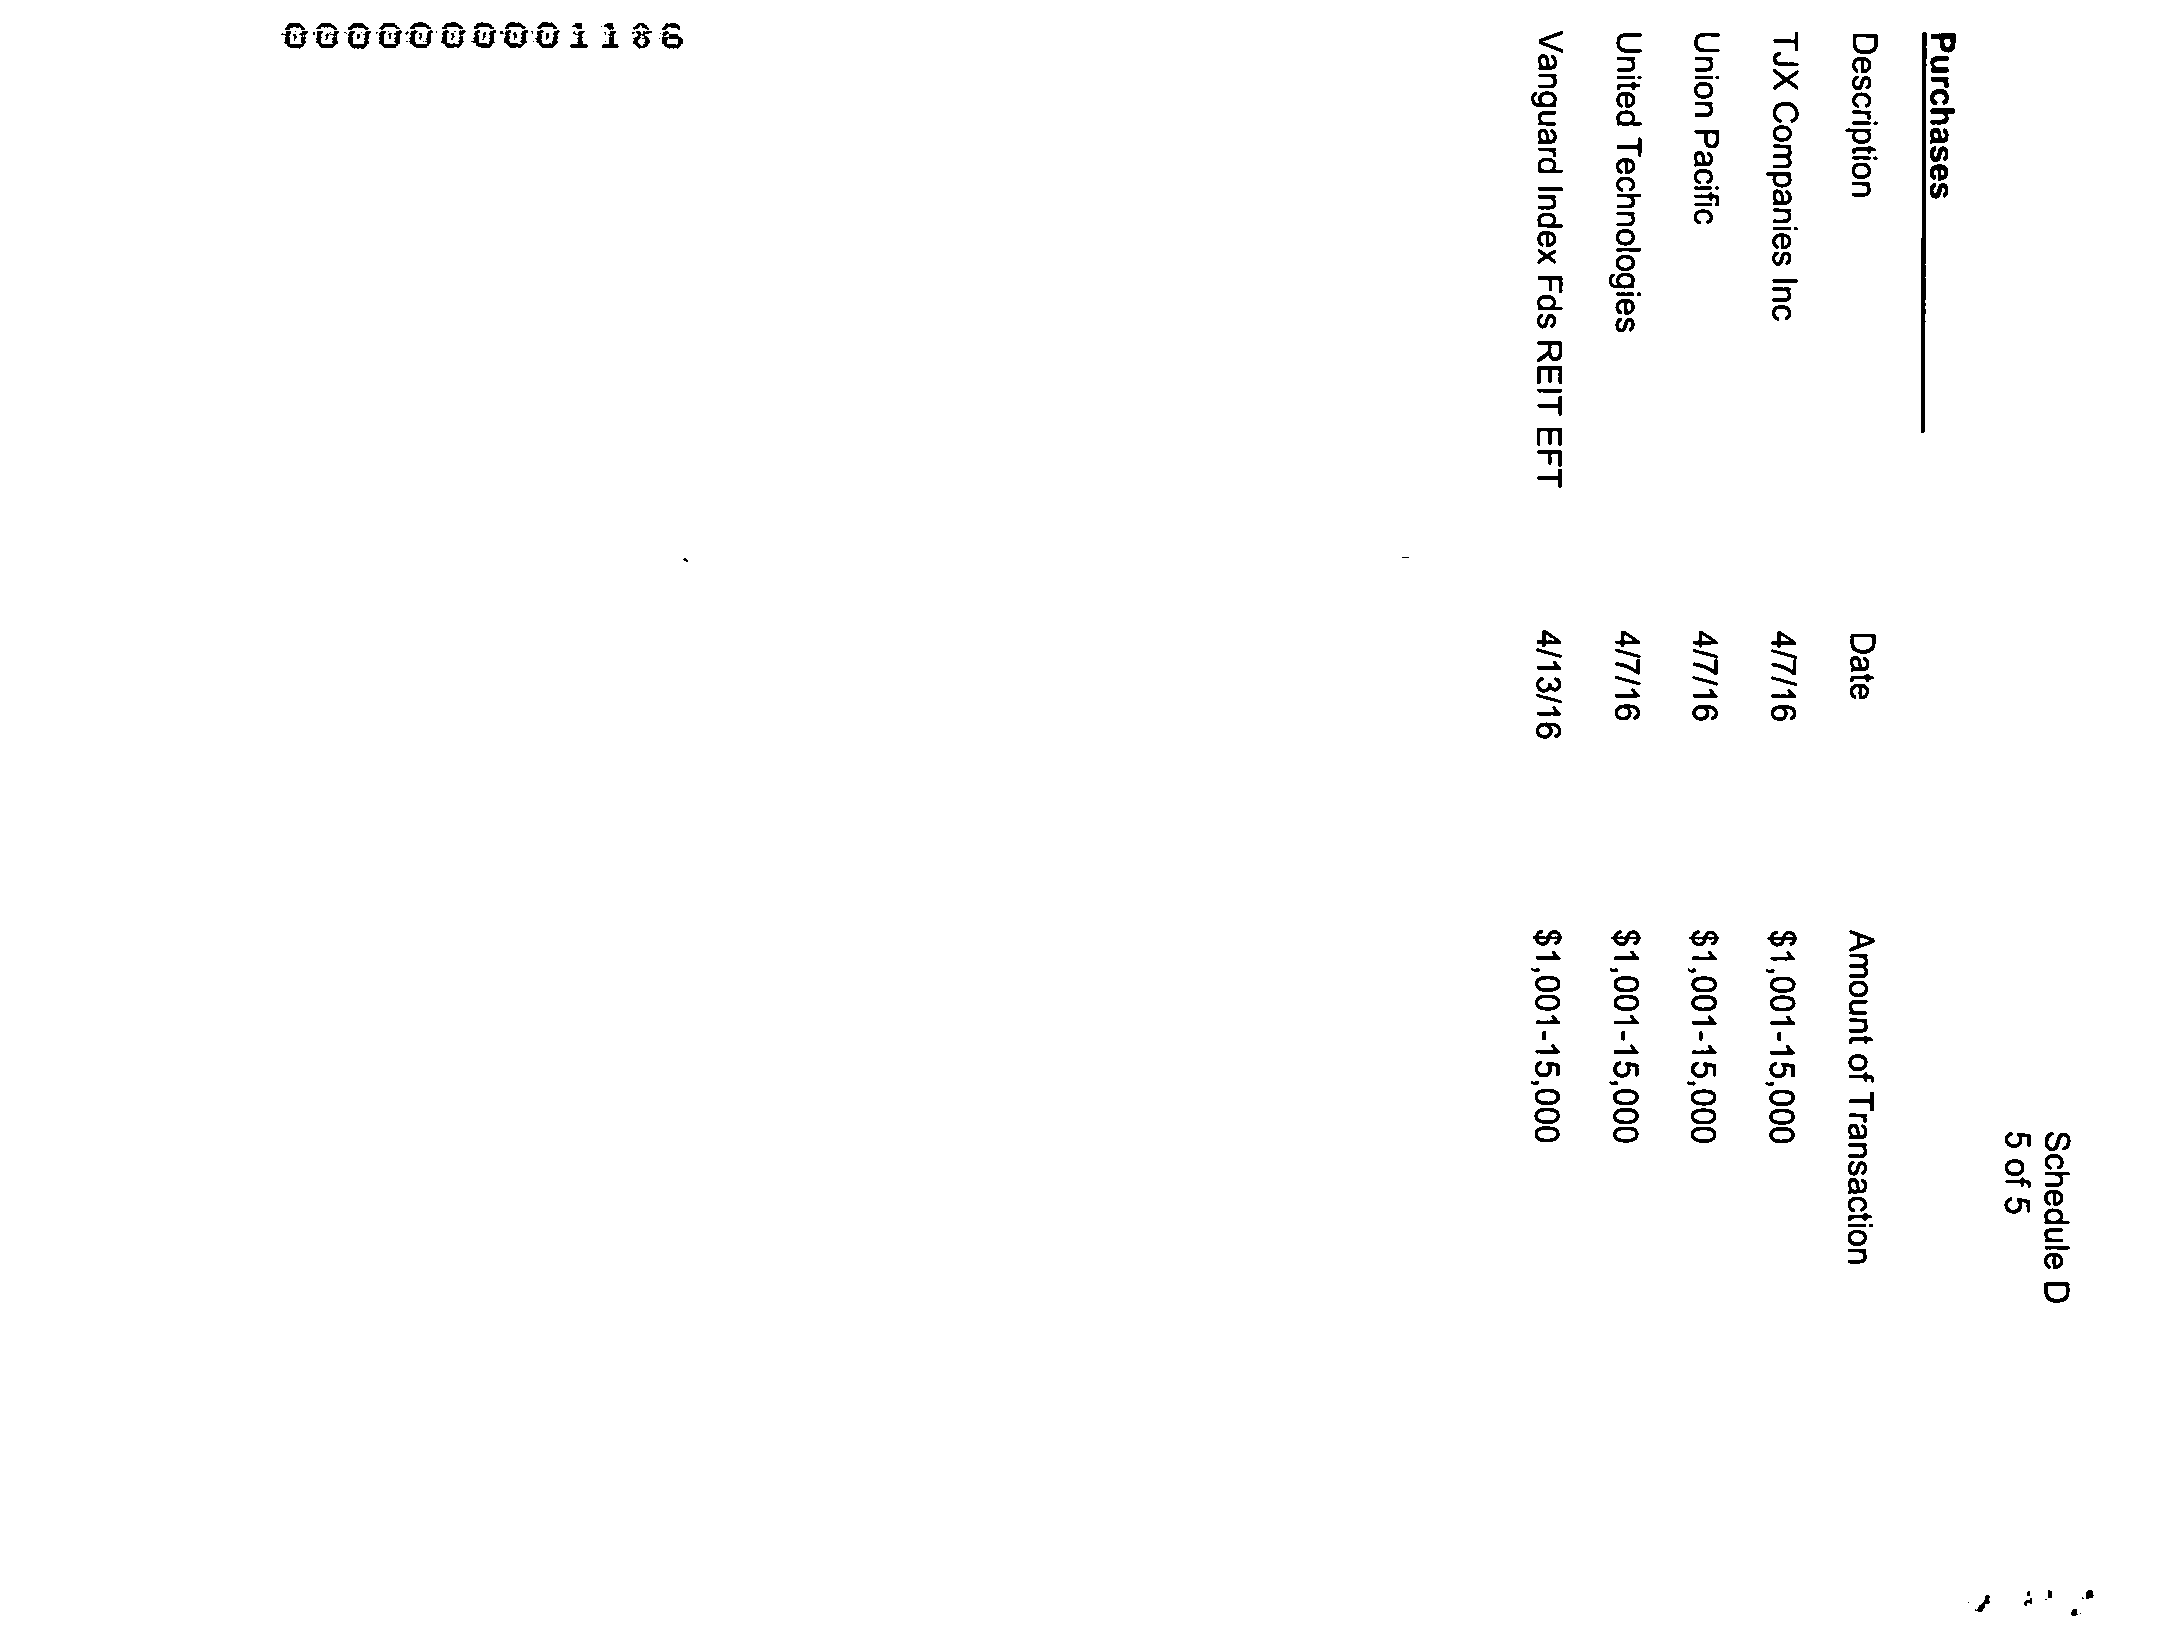 Schedule D
5 of 5
Purchases
Description Date Amount of Transaction
TJX Companies Inc 4/7/16 $1,001-15,000
Union Pacific 4/7/16 $1,001-15,000
United Technologies 4/7/16 $1,001-15,000
Vanguard Index Fds REIT EFT 4/13/16 $1,001-15,000
0000000001186